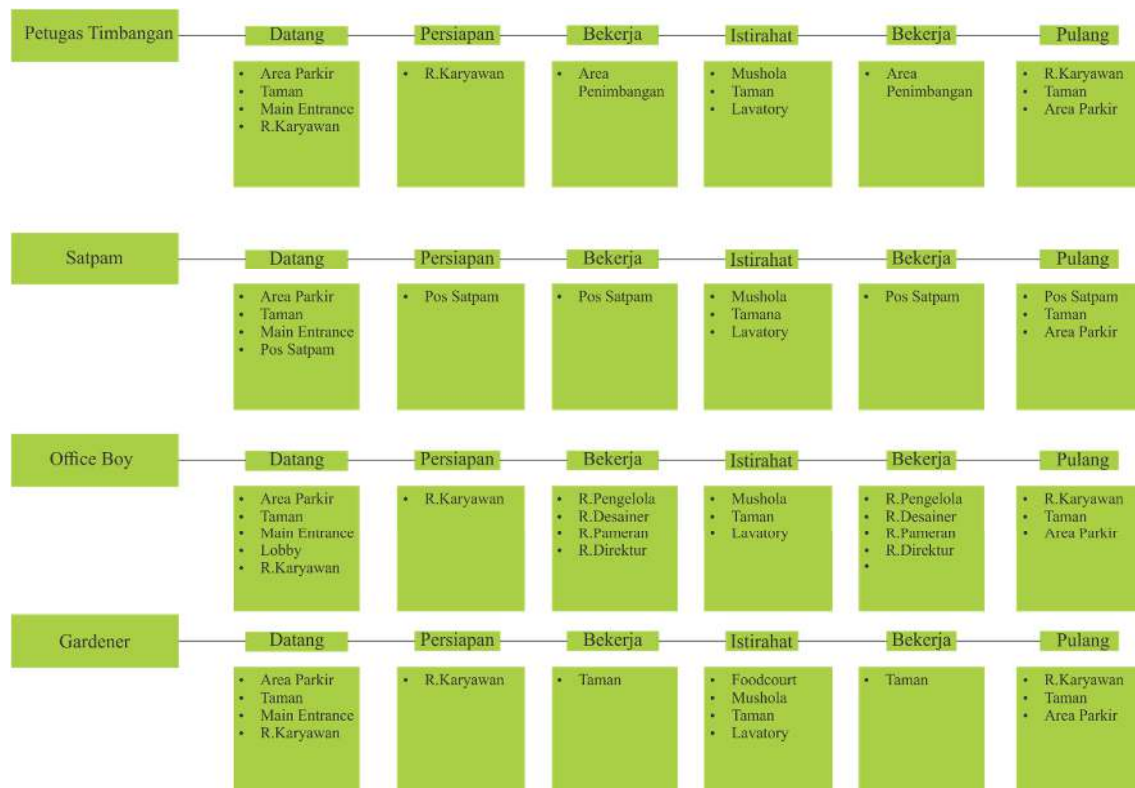 Petugas Timbangan
Datang
Persiapan
Bekerja
Istirahat
Bekerja
Pulang
• Area Parkir
• Taman
• Main Entrance
• R.Karyawan
• R.Karyawan
• Area
Penimbangan
• Mushola
• Taman
• Lavatory
• Area
Penimbangan
• R.Karyawan
• Taman
• Area Parkir
Satpam
Datang
Persiapan
Bekerja
Istirahat
Bekerja
Pulang
• Area Parkir
• Taman
• Main Entrance
• Pos Satpam
• Pos Satpam
• Pos Satpam
• Mushola
• Tamana
• Lavatory
• Pos Satpam
• Pos Satpam
• Taman
• Area Parkir
Office Boy
Datang
Persiapan
Bekerja
Istirahat
Bekerja
Pulang
• Area Parkir
• Taman
• Main Entrance
• Lobby
• R.Karyawan
• R.Karyawan
• R.Pengelola
• R.Desainer
• R.Pameran
• R.Direktur
• Mushola
• Taman
• Lavatory
• R.Pengelola
• R.Desainer
• R.Pameran
• R.Direktur
•
• R.Karyawan
• Taman
• Area Parkir
Gardener
Datang
Persiapan
Bekerja
Istirahat
Bekerja
Pulang
• Area Parkir
• Taman
• Main Entrance
• R.Karyawan
• R.Karyawan
• Taman
• Foodcourt
• Mushola
• Taman
• Lavatory
• Taman
• R.Karyawan
• Taman
• Area Parkir